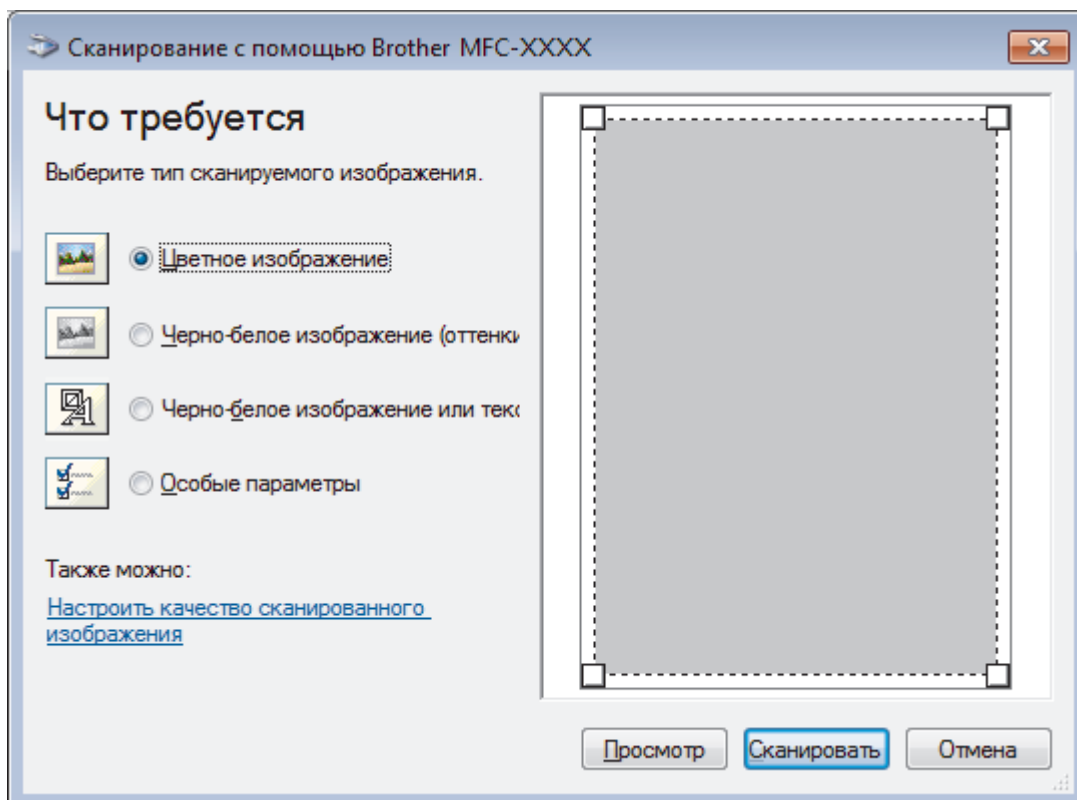 Сканирование с помощью Brother MFC-XXXX
Что требуется
Выберите тип сканируемого изображения.
Цветное изображение
Черно-белое изображение (оттенки
Черно-белое изображение или текс
Особые параметры
Также можно:
Настроить качество сканированного
изображения
Просмотр
Сканировать
Отмена